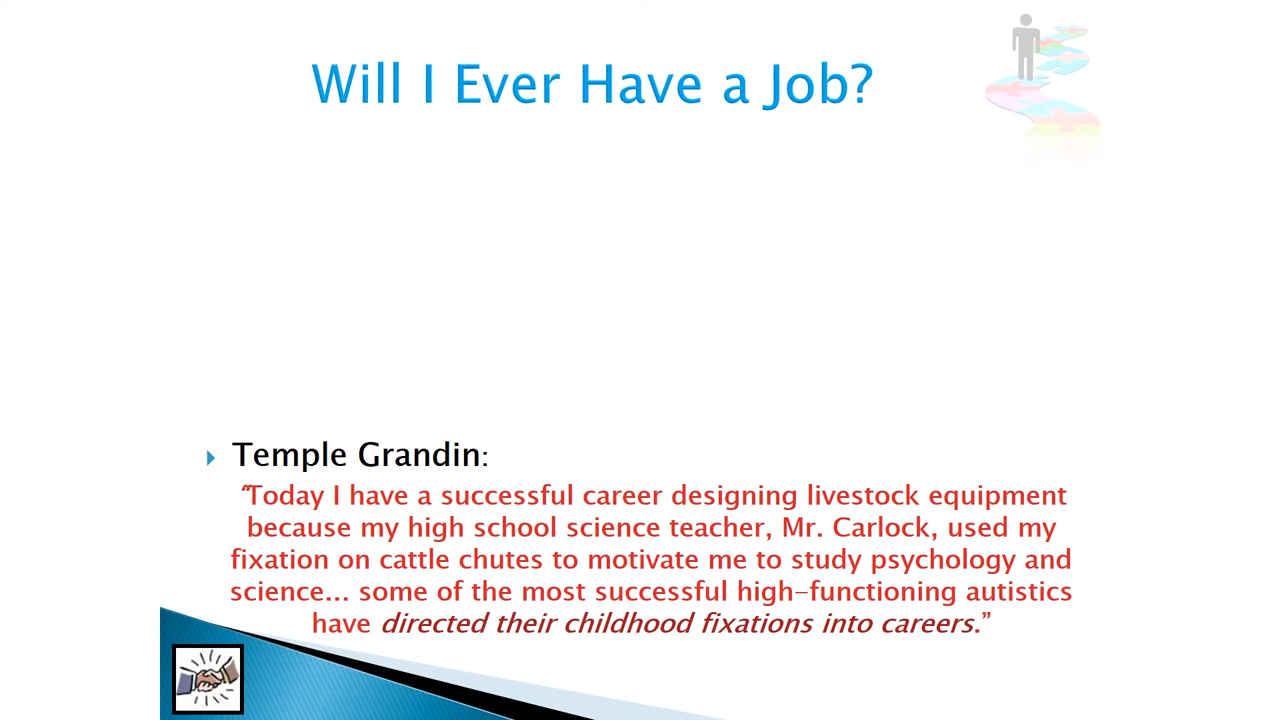 Will I Ever Have a Job?
Temple Grandin:
“Today I have a successful career designing livestock equipment
because my high school science teacher, Mr. Carlock, used my
fixation on cattle chutes to motivate me to study psychology and
science... some of the most successful high-functioning autistics
have directed their childhood fixations into careers.”